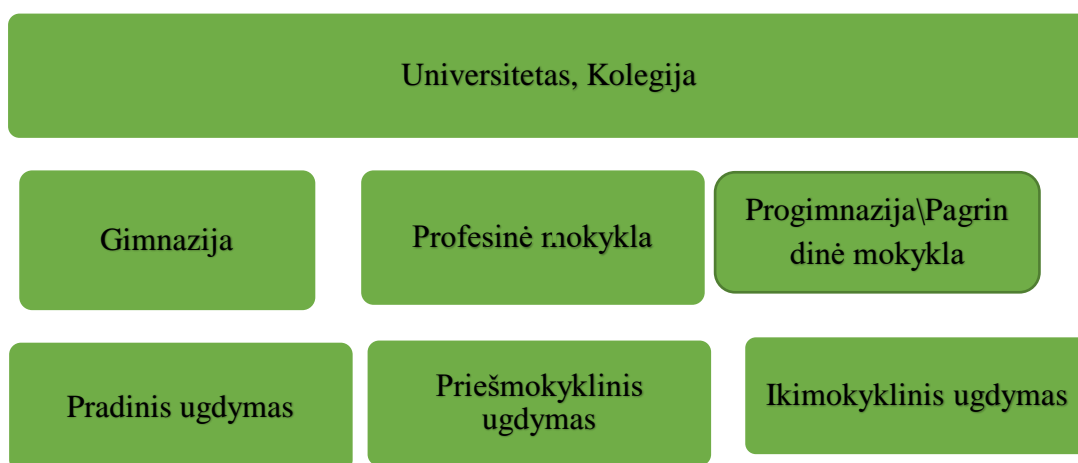 Universitetas, Kolegija
Gimnazija
Profesinė mokykla
Progimnazija\Pagrin
dinė mokykla
Pradinis ugdymas
Priešmokyklinis
ugdymas
Ikimokyklinis ugdymas